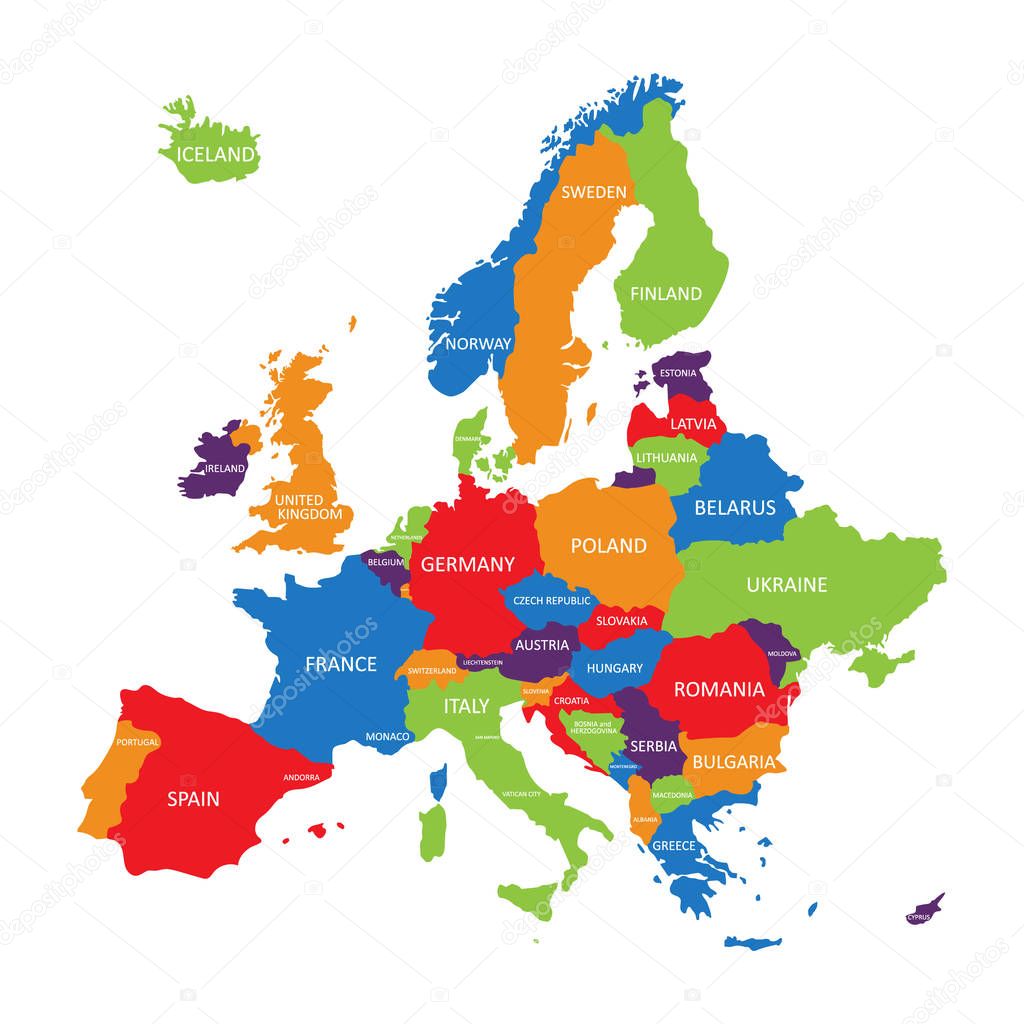 ICELAND
SWEDEN
FINLAND
NORWAY
ESTONIA
LATVIA
DENMARK
LITHUANIA
IRELAND
UNITED
KINGDOM
BELARUS
NETHERLANDS
POLAND
BELGIUM
GERMANY
UKRAINE
CZECH REPUBLIC
SLOVAKIA
AUSTRIA
MOLDOVA
FRANCE
LIECHTENSTEIN
SWITZERLAND
HUNGARY
SLOVENIA
ROMANIA
CROATIA
ITALY
BOSNIA and
HERZEGOVINA
MONACO
SAN MARINO
PORTUGAL
SERBIA
BULGARIA
MONTENEGRO
ANDORRA
SPAIN
VATICAN CITY
MACEDONIA
ALBANIA
GREECE
CYPRUS
depositphotos